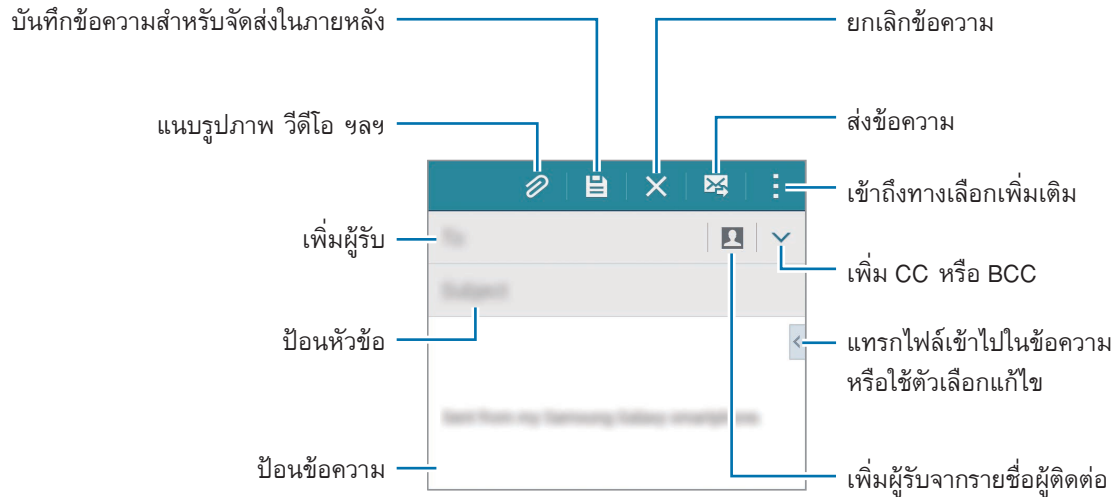 บันทึกข้อความสำหรับจัดส่งในภายหลัง
ยกเลิกข้อความ
แนบรูปภาพ วีดีโอ ฯลฯ
ส่งข้อความ
เข้าถึงทางเลือกเพิ่มเติม
เพิ่มผู้รับ
To
เพิ่ม CC หรือ BCC
Subject
ป้อนหัวข้อ
แทรกไฟล์เข้าไปในข้อความ
หรือใช้ตัวเลือกแก้ไข
Sent from my Samsung Galaxy smartphone
ป้อนข้อความ
เพิ่มผู้รับจากรายชื่อผู้ติดต่อ